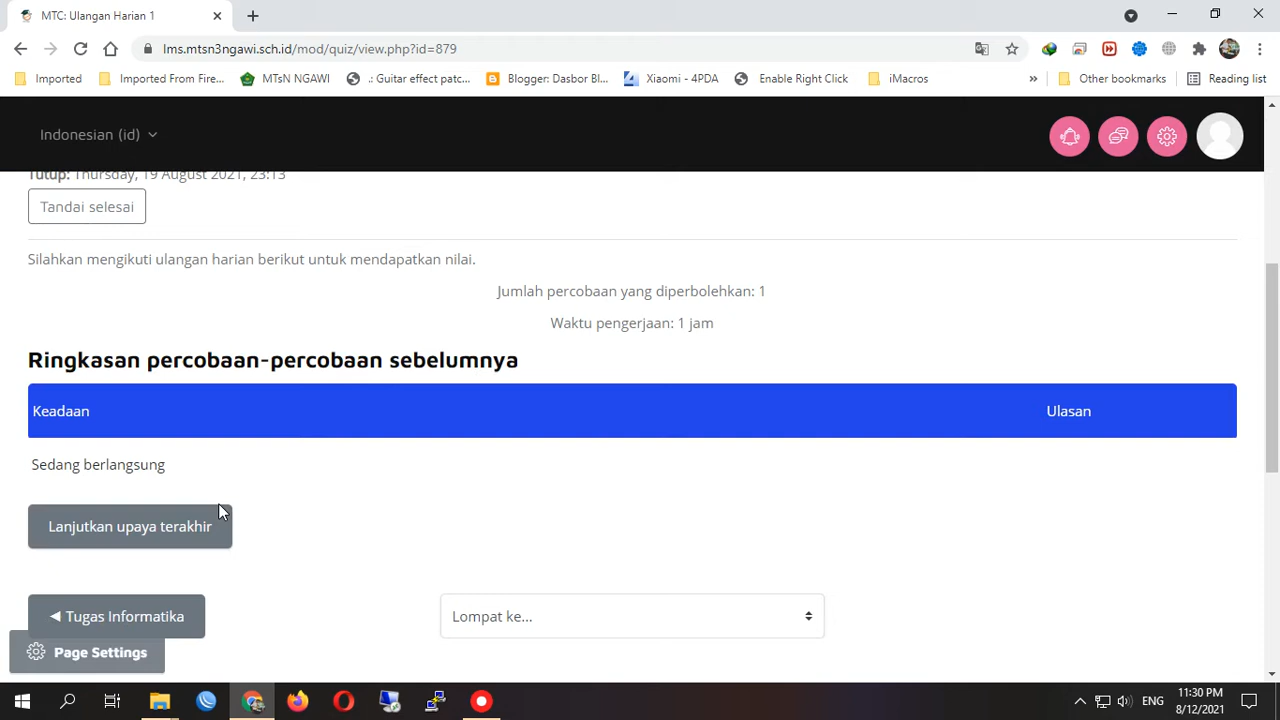 MTC: Ulangan Harian 1
lms.mtsn3ngawi.sch.id/mod/quiz/view.php?id=879
Imported
Imported From Fire...
MTsN NGAWI
.: Guitar effect patc...
Blogger: Dasbor Bl...
Xiaomi - 4PDA
Enable Right Click
iMacros
»
Other bookmarks
Reading list
Indonesian (id)
Tutup: Thursday, 19 August 2021, 23:13
Tandai selesai
Silahkan mengikuti ulangan harian berikut untuk mendapatkan nilai.
Jumlah percobaan yang diperbolehkan: 1
Waktu pengerjaan: 1 jam
Ringkasan percobaan-percobaan sebelumnya
Keadaan Ulasan
Sedang berlangsung
Lanjutkan upaya terakhir
◀ Tugas Informatika
Lompat ke...
Page Settings
ENG
11:30 PM
8/12/2021